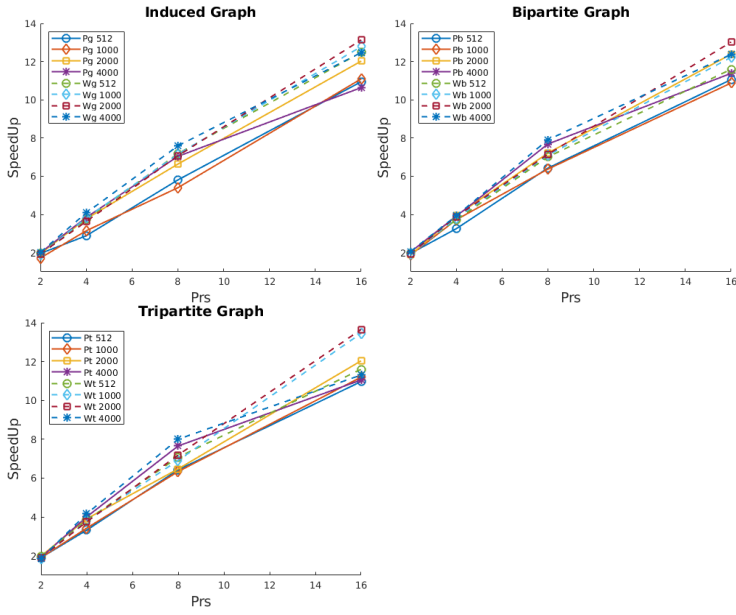 Induced Graph
SpeedUp
14
12
10
8
6
4
2
Pg 512
Pg 1000
Pg 2000
Pg 4000
Wg 512
Wg 1000
Wg 2000
Wg 4000
2 4 6 8 10 12 14 16
Prs
Bipartite Graph
SpeedUp
14
12
10
8
6
4
2
Pb 512
Pb 1000
Pb 2000
Pb 4000
Wb 512
Wb 1000
Wb 2000
Wb 4000
2 4 6 8 10 12 14 16
Prs
Tripartite Graph
SpeedUp
14
12
10
8
6
4
2
Pt 512
Pt 1000
Pt 2000
Pt 4000
Wt 512
Wt 1000
Wt 2000
Wt 4000
2 4 6 8 10 12 14 16
Prs